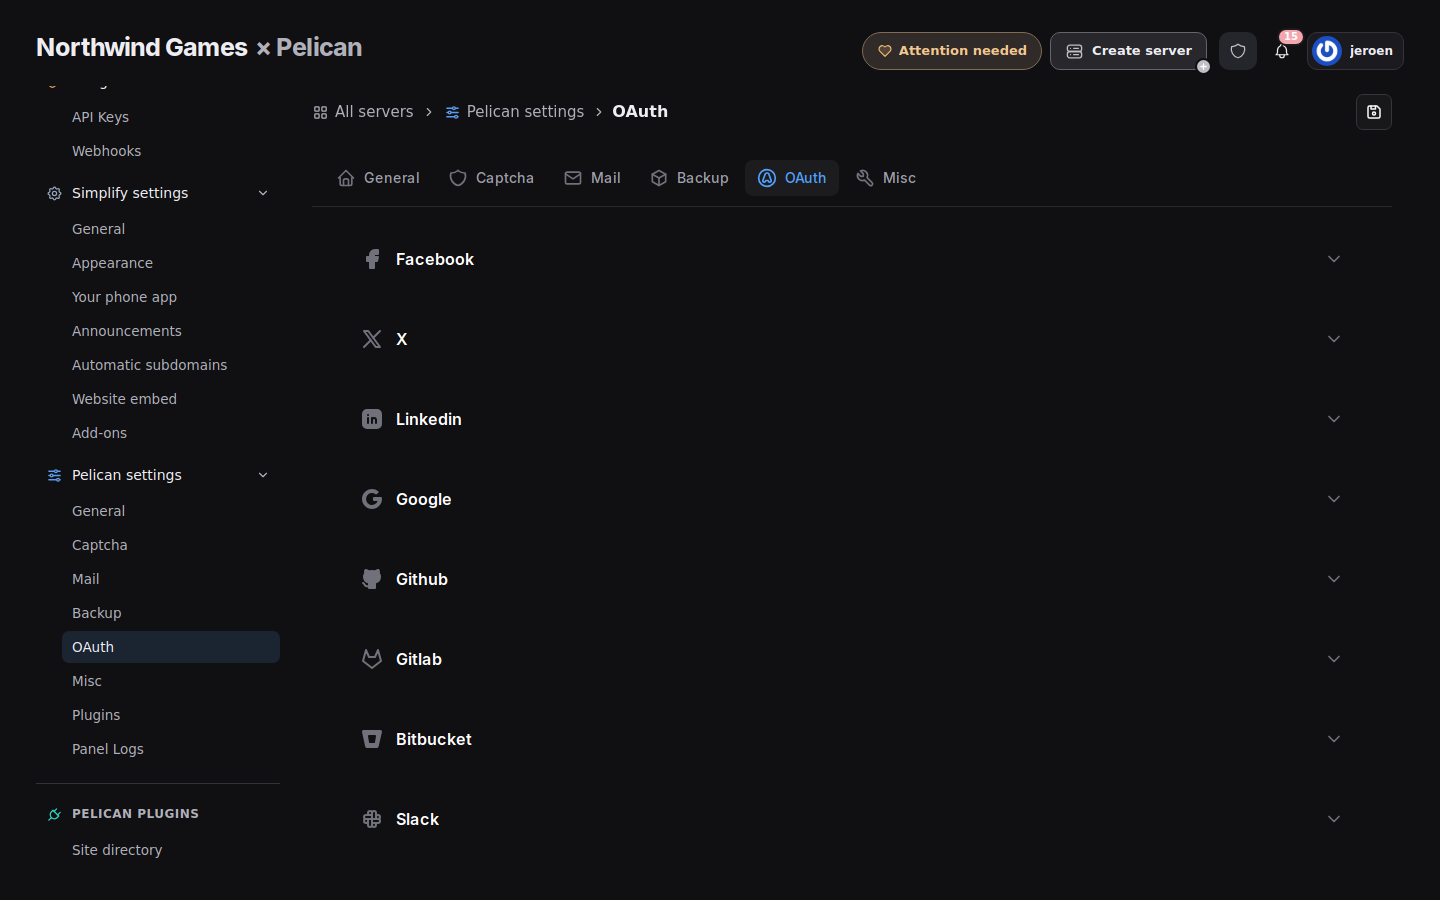 Northwind Games × Pelican
Attention needed
Create server
15
jeroen
API Keys
Webhooks
Simplify settings
General
Appearance
Your phone app
Announcements
Automatic subdomains
Website embed
Add-ons
Pelican settings
General
Captcha
Mail
Backup
OAuth
Misc
Plugins
Panel Logs
PELICAN PLUGINS
Site directory
All servers > Pelican settings > OAuth
General
Captcha
Mail
Backup
OAuth
Misc
Facebook
X
Linkedin
Google
Github
Gitlab
Bitbucket
Slack